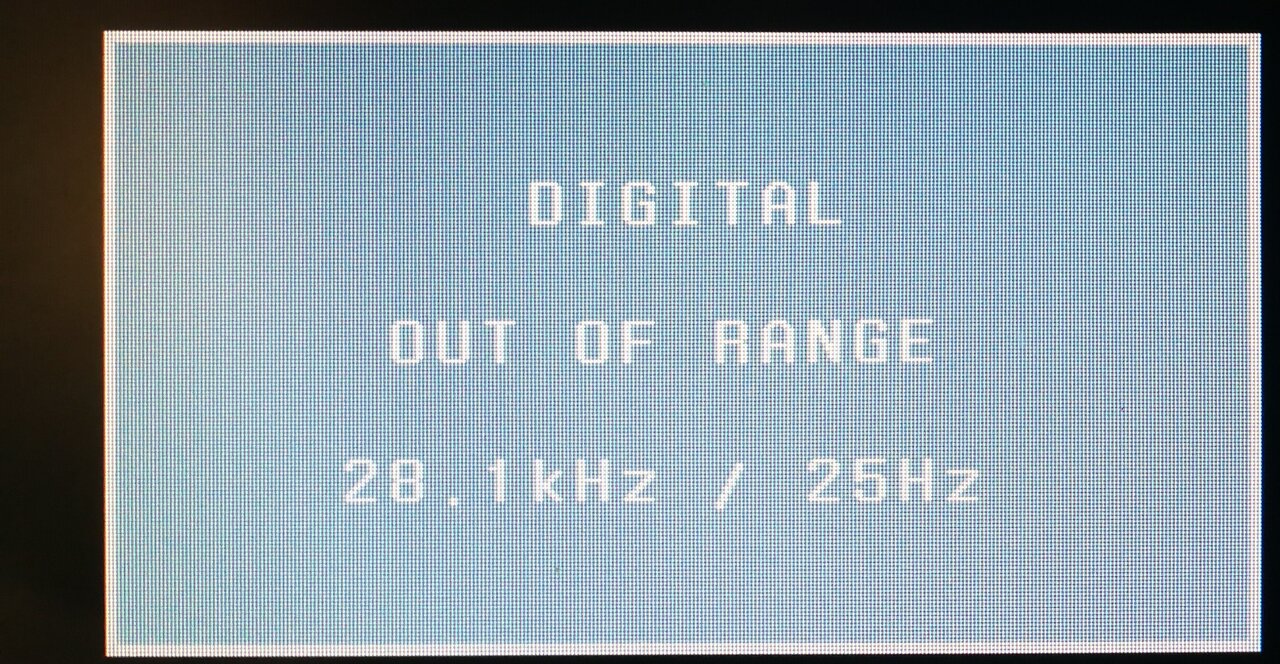 DIGITAL
OUT OF RANGE
28.1kHz / 25Hz